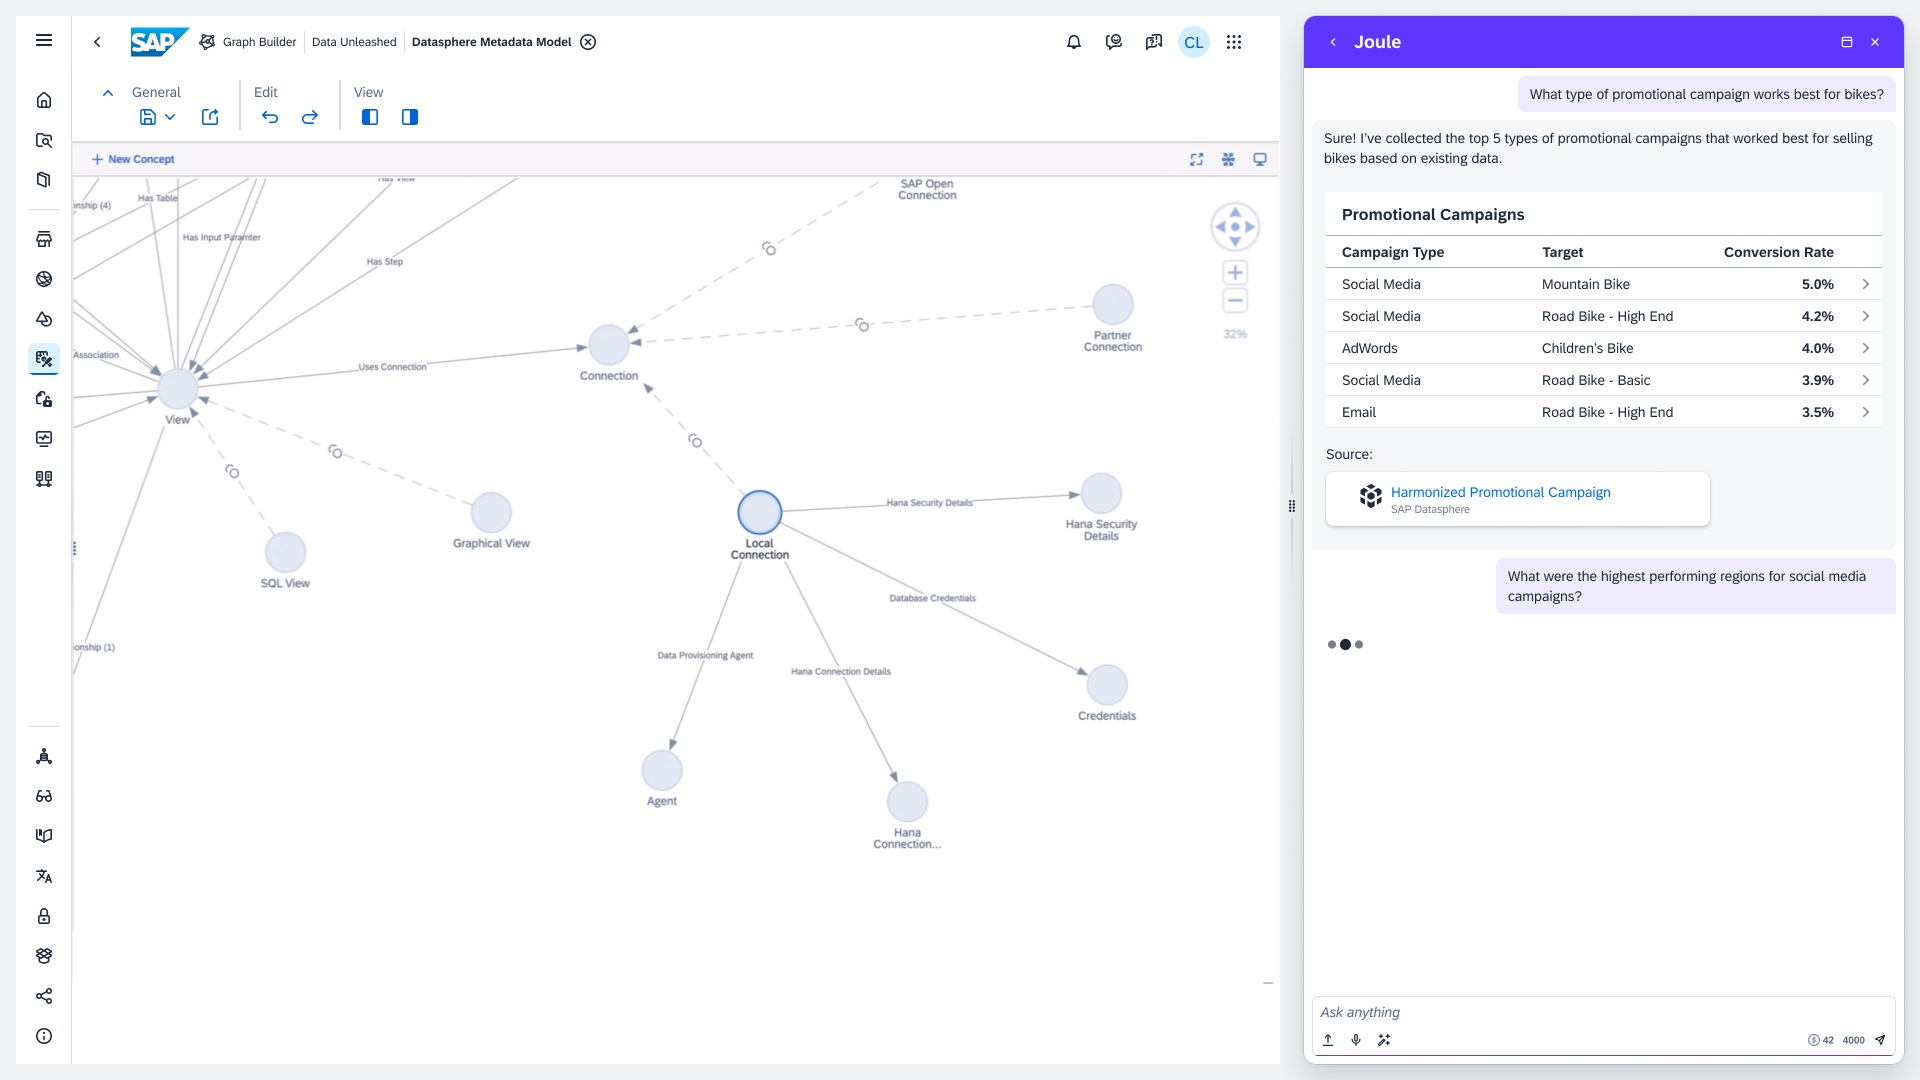 SAP
Graph Builder
Data Unleashed
Datasphere Metadata Model
CL
General
Edit
View
New Concept
Has View
SAP Open
Connection
onship (4)
Has Table
Has Input Paramter
Has Step
Association
Uses Connection
Connection
Partner
Connection
32%
View
SQL View
Graphical View
Local
Connection
Hana Security Details
Hana Security
Details
Database Credentials
Credentials
onship (1)
Data Provisioning Agent
Hana Connection Details
Agent
Hana
Connection...
Joule
What type of promotional campaign works best for bikes?
Sure! I've collected the top 5 types of promotional campaigns that worked best for selling
bikes based on existing data.
Promotional Campaigns
Campaign Type Target Conversion Rate
Social Media Mountain Bike 5.0%
Social Media Road Bike - High End 4.2%
AdWords Children's Bike 4.0%
Social Media Road Bike - Basic 3.9%
Email Road Bike - High End 3.5%
Source:
Harmonized Promotional Campaign
SAP Datasphere
What were the highest performing regions for social media
campaigns?
Ask anything
42 4000